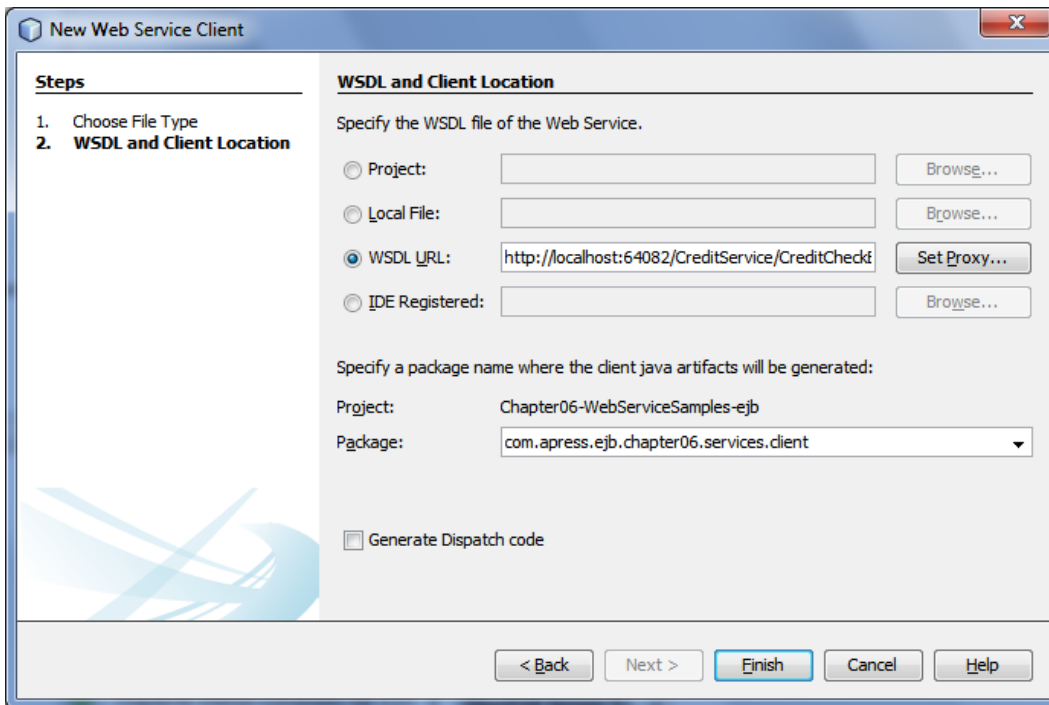 New Web Service Client
Steps
1. Choose File Type
2. WSDL and Client Location
WSDL and Client Location
Specify the WSDL file of the Web Service.
Project: Browse...
Local File: Browse...
WSDL URL: http://localhost:64082/CreditService/CreditCheckE Set Proxy...
IDE Registered: Browse...
Specify a package name where the client java artifacts will be generated:
Project: Chapter06-WebServiceSamples-ejb
Package: com.apress.ejb.chapter06.services.client
Generate Dispatch code
< Back Next > Finish Cancel Help